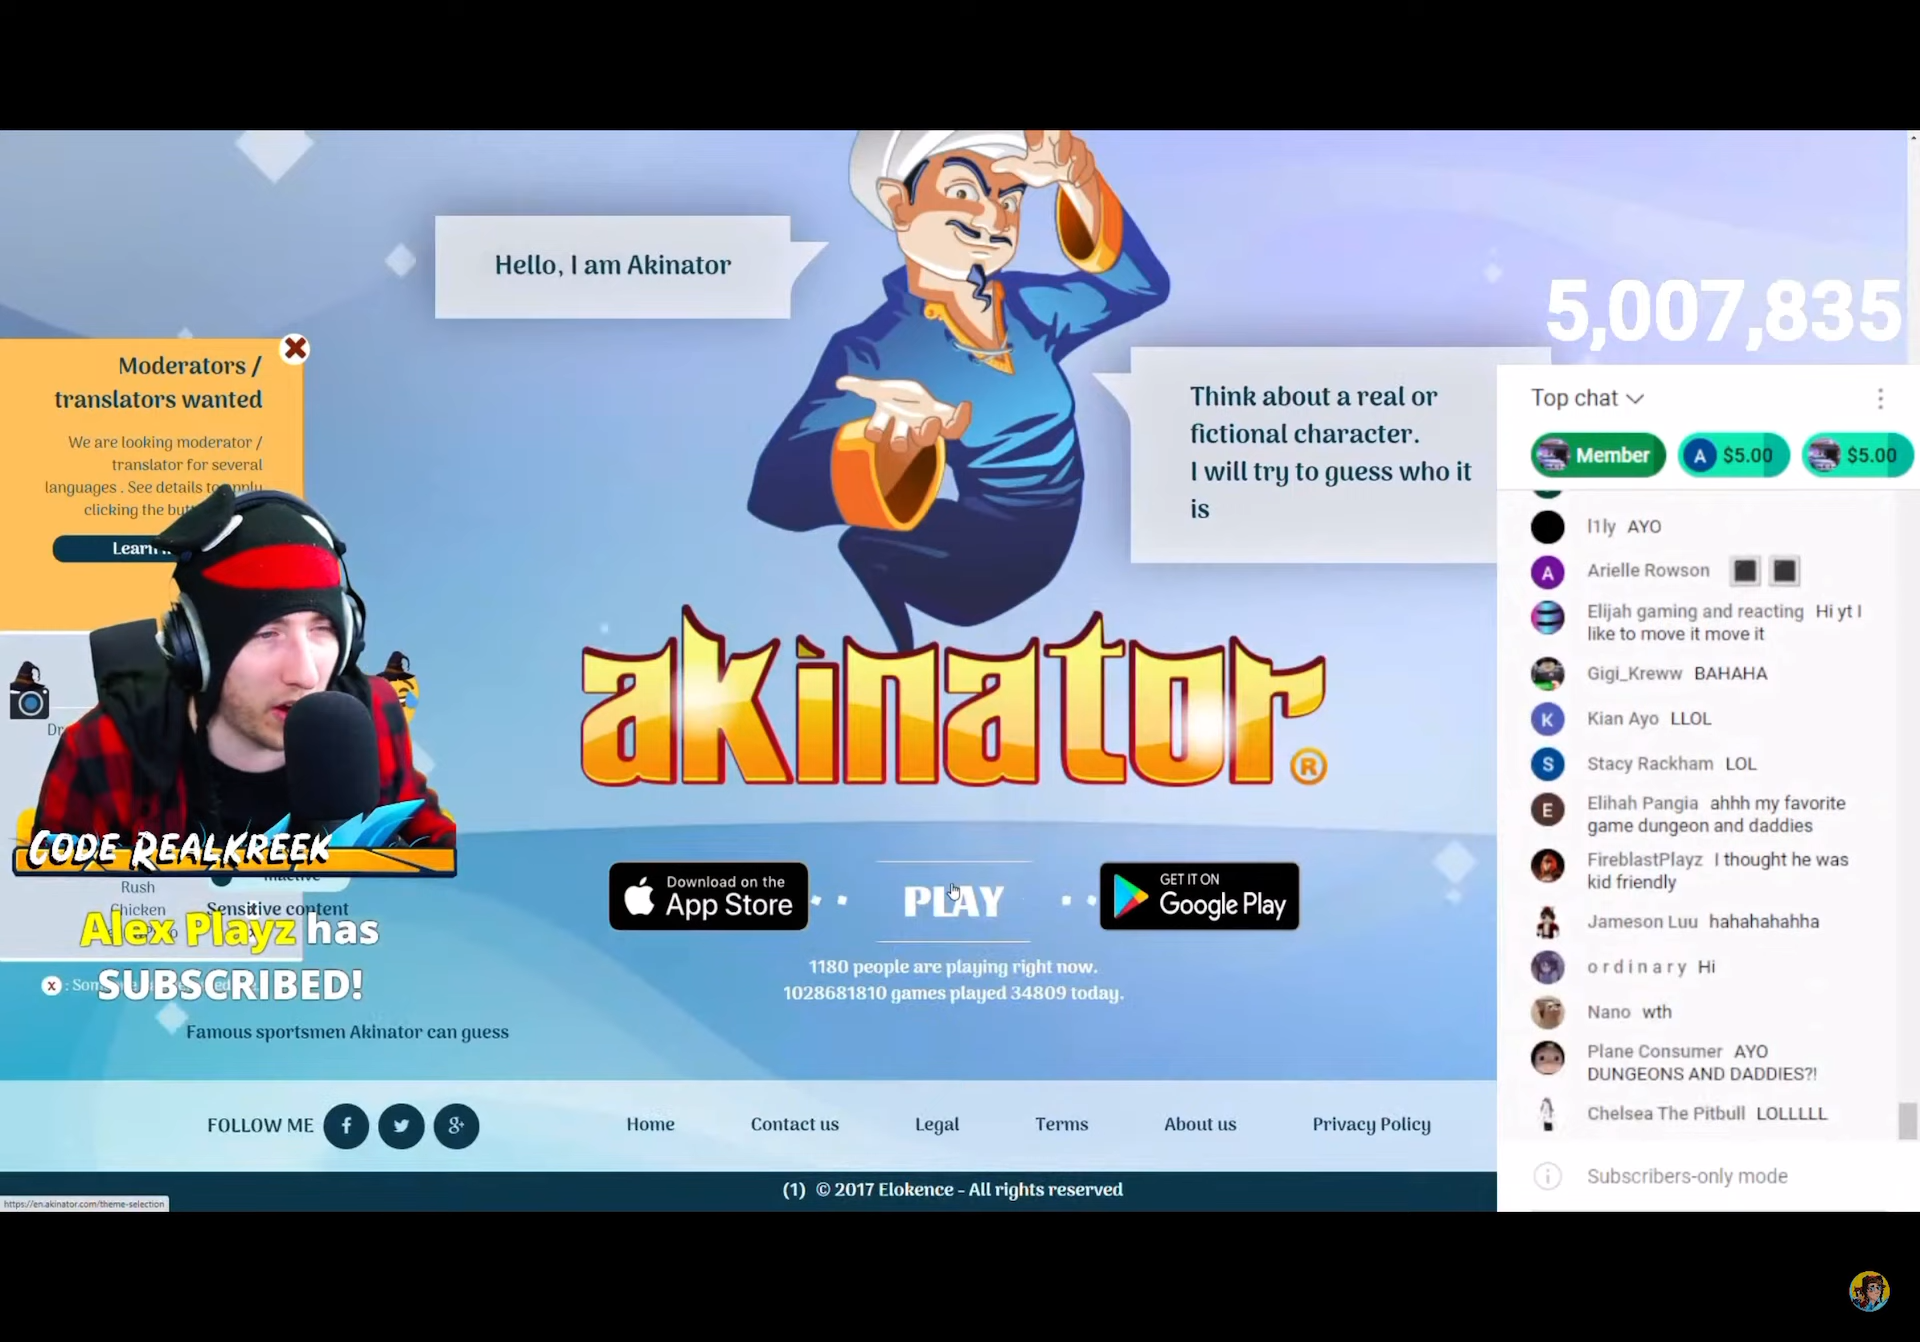 Hello, I am Akinator
5,007,835
Moderators /
translators wanted
We are looking moderator /
translator for several
languages . See details to
clicking the
Think about a real or
fictional character.
I will try to guess who it
is
Top chat
Member
A $5.00
$5.00
l1ly AYO
A Arielle Rowson
Elijah gaming and reacting Hi yt I
like to move it move it
Gigi_Kreww BAHAHA
K Kian Ayo LLOL
S Stacy Rackham LOL
E Elihah Pangia ahhh my favorite
game dungeon and daddies
FireblastPlayz I thought he was
kid friendly
Jameson Luu hahahahahha
o r d i n a r y Hi
Nano wth
Plane Consumer AYO
DUNGEONS AND DADDIES?!
Chelsea The Pitbull LOLLLLL
Subscribers-only mode
akinator®
CODE REALKREEK
Rush
Chicken
Sensitive content
Alex Playz has
SUBSCRIBED!
Download on the
App Store
PLAY
GET IT ON
Google Play
1180 people are playing right now.
1028681810 games played 34809 today.
Famous sportsmen Akinator can guess
FOLLOW ME
Home
Contact us
Legal
Terms
About us
Privacy Policy
(1) © 2017 Elokence - All rights reserved
https://en.akinator.com/theme-selection